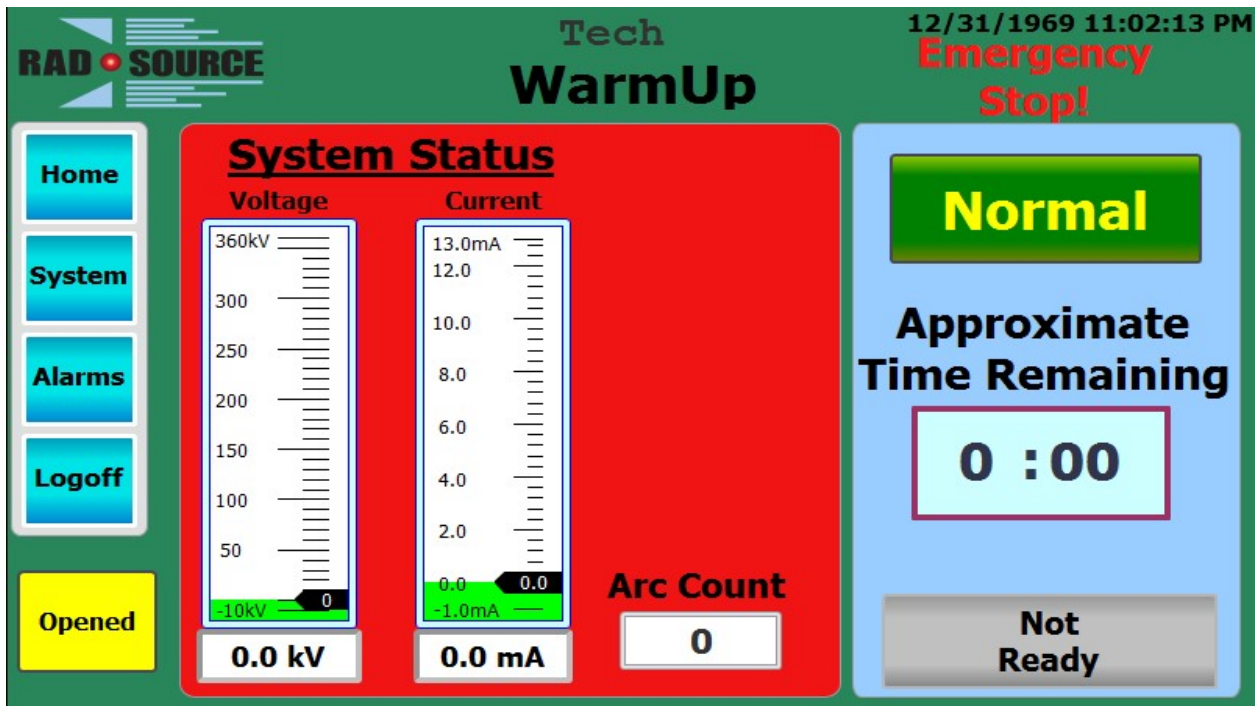 RAD SOURCE
Tech
WarmUp
12/31/1969 11:02:13 PM
Emergency
Stop!
Home
System
Alarms
Logoff
Opened
System Status
Voltage
360kV
300
250
200
150
100
50
-10kV
0
0.0 kV
Current
13.0mA
12.0
10.0
8.0
6.0
4.0
2.0
0.0
0.0
-1.0mA
0.0 mA
Arc Count
0
Normal
Approximate
Time Remaining
0 :00
Not
Ready